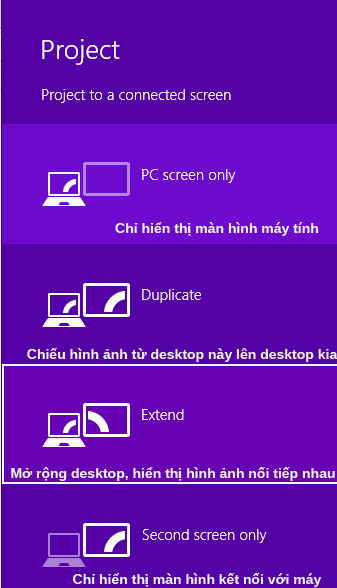 Project
Project to a connected screen
PC screen only
Chỉ hiển thị màn hình máy tính
Duplicate
Chiếu hình ảnh từ desktop này lên desktop kia
Extend
Mở rộng desktop, hiển thị hình ảnh nối tiếp nhau
Second screen only
Chỉ hiển thị màn hình kết nối với máy